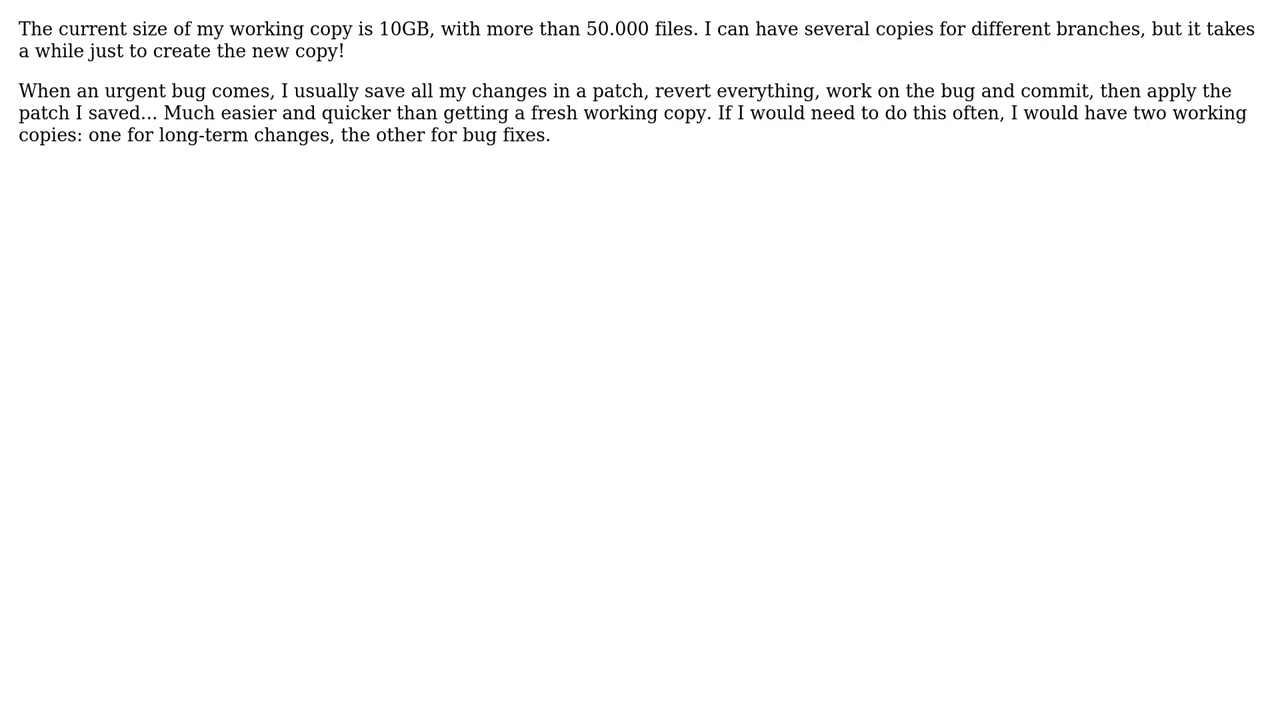 The current size of my working copy is 10GB, with more than 50.000 files. I can have several copies for different branches, but it takes
a while just to create the new copy!
When an urgent bug comes, I usually save all my changes in a patch, revert everything, work on the bug and commit, then apply the
patch I saved... Much easier and quicker than getting a fresh working copy. If I would need to do this often, I would have two working
copies: one for long-term changes, the other for bug fixes.